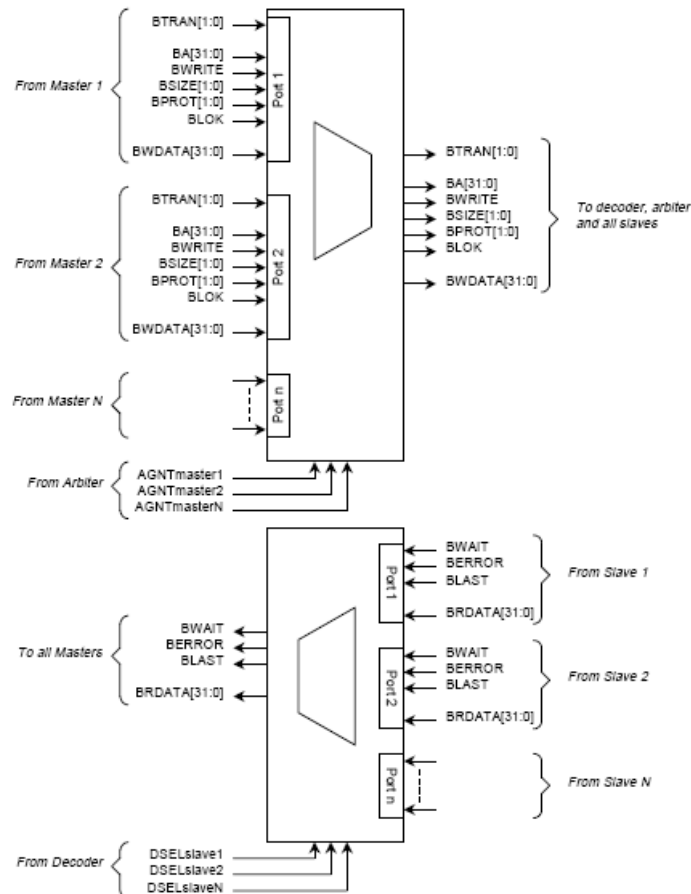 BTRAN[1:0]
BA[31:0]
BWRITE
BSIZE[1:0]
BPROT[1:0]
BLOK
BWDATA[31:0]
From Master 1
Port 1
BTRAN[1:0]
BA[31:0]
BWRITE
BSIZE[1:0]
BPROT[1:0]
BLOK
BWDATA[31:0]
From Master 2
Port 2
BTRAN[1:0]
BA[31:0]
BWRITE
BSIZE[1:0]
BPROT[1:0]
BLOK
BWDATA[31:0]
To decoder, arbiter
and all slaves
From Master N
Port n
From Arbiter
AGNTmaster1
AGNTmaster2
AGNTmasterN
BWAIT
BERROR
BLAST
BRDATA[31:0]
Port 1
From Slave 1
To all Masters
BWAIT
BERROR
BLAST
BRDATA[31:0]
BWAIT
BERROR
BLAST
BRDATA[31:0]
Port 2
From Slave 2
Port n
From Slave N
From Decoder
DSELslave1
DSELslave2
DSELslaveN